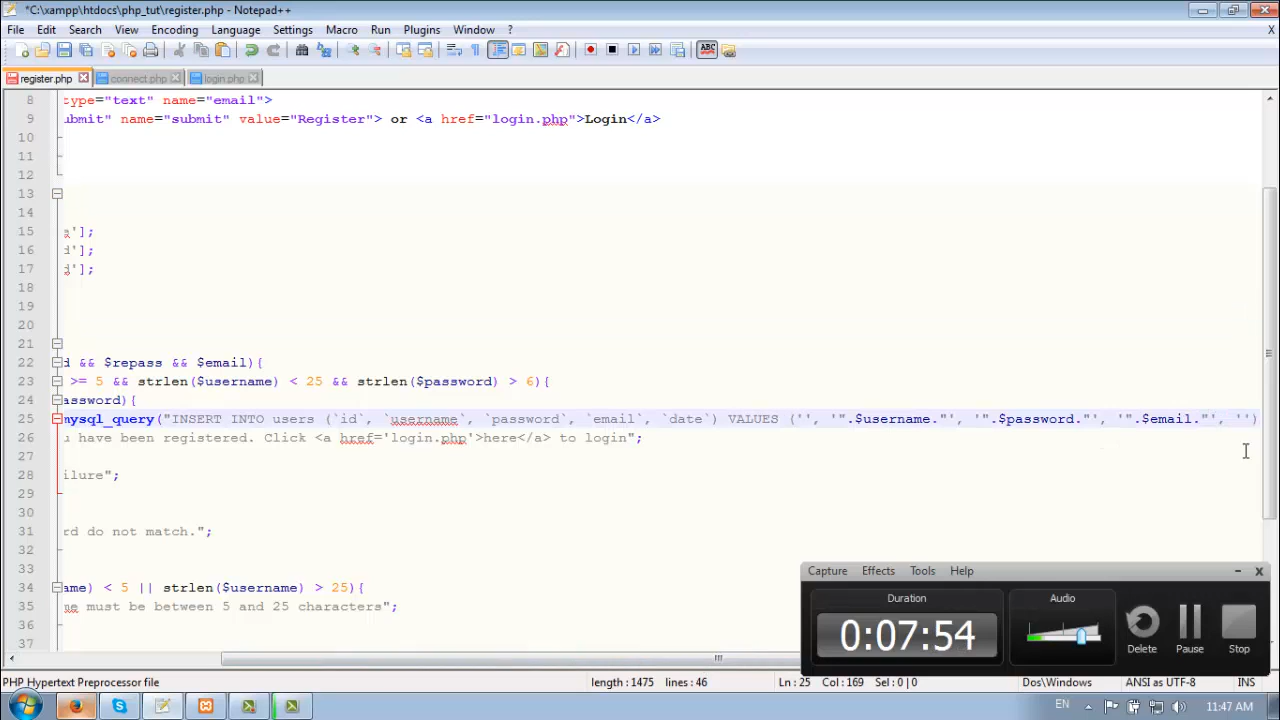 *C:\xampp\htdocs\php_tut\register.php - Notepad++
File Edit Search View Encoding Language Settings Macro Run Plugins Window ? X
register.php connect.php login.php
8 type="text" name="email">
9 ubmit" name="submit" value="Register"> or <a href="login.php">Login</a>
10
11
12
13
14
15 '];
16 d'];
17 d'];
18
19
20
21
22 d && $repass && $email){
23 >= 5 && strlen($username) < 25 && strlen($password) > 6){
24 assword){
25 mysql_query("INSERT INTO users (`id`, `username`, `password`, `email`, `date`) VALUES ('', '".$username."', '".$password."', '".$email."', '')
26 u have been registered. Click <a href='login.php'>here</a> to login";
27
28 ilure";
29
30
31 rd do not match.";
32
33
34 ame) < 5 || strlen($username) > 25){
35 me must be between 5 and 25 characters";
36
37
Capture Effects Tools Help
Duration
0:07:54
Audio
Delete Pause Stop
PHP Hypertext Preprocessor file length : 1475 lines : 46 Ln : 25 Col : 169 Sel : 0 | 0 Dos\Windows ANSI as UTF-8 INS
EN 11:47 AM